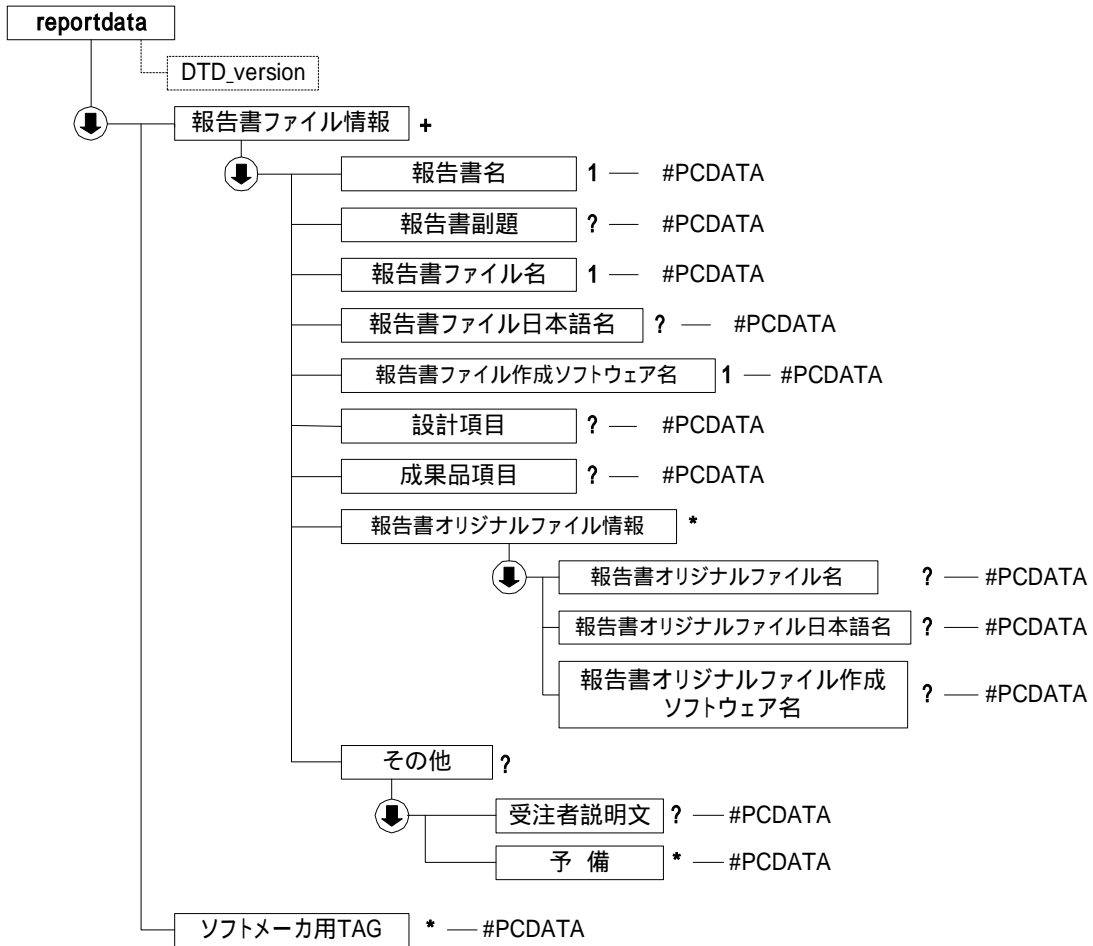 reportdata
DTD_version
報告書ファイル情報 +
報告書名 1 — #PCDATA
報告書副題 ? — #PCDATA
報告書ファイル名 1 — #PCDATA
報告書ファイル日本語名 ? — #PCDATA
報告書ファイル作成ソフトウェア名 1 — #PCDATA
設計項目 ? — #PCDATA
成果品項目 ? — #PCDATA
報告書オリジナルファイル情報 *
報告書オリジナルファイル名 ? — #PCDATA
報告書オリジナルファイル日本語名 ? — #PCDATA
報告書オリジナルファイル作成
ソフトウェア名 ? — #PCDATA
その他 ?
受注者説明文 ? — #PCDATA
予 備 * — #PCDATA
ソフトメーカ用TAG * — #PCDATA